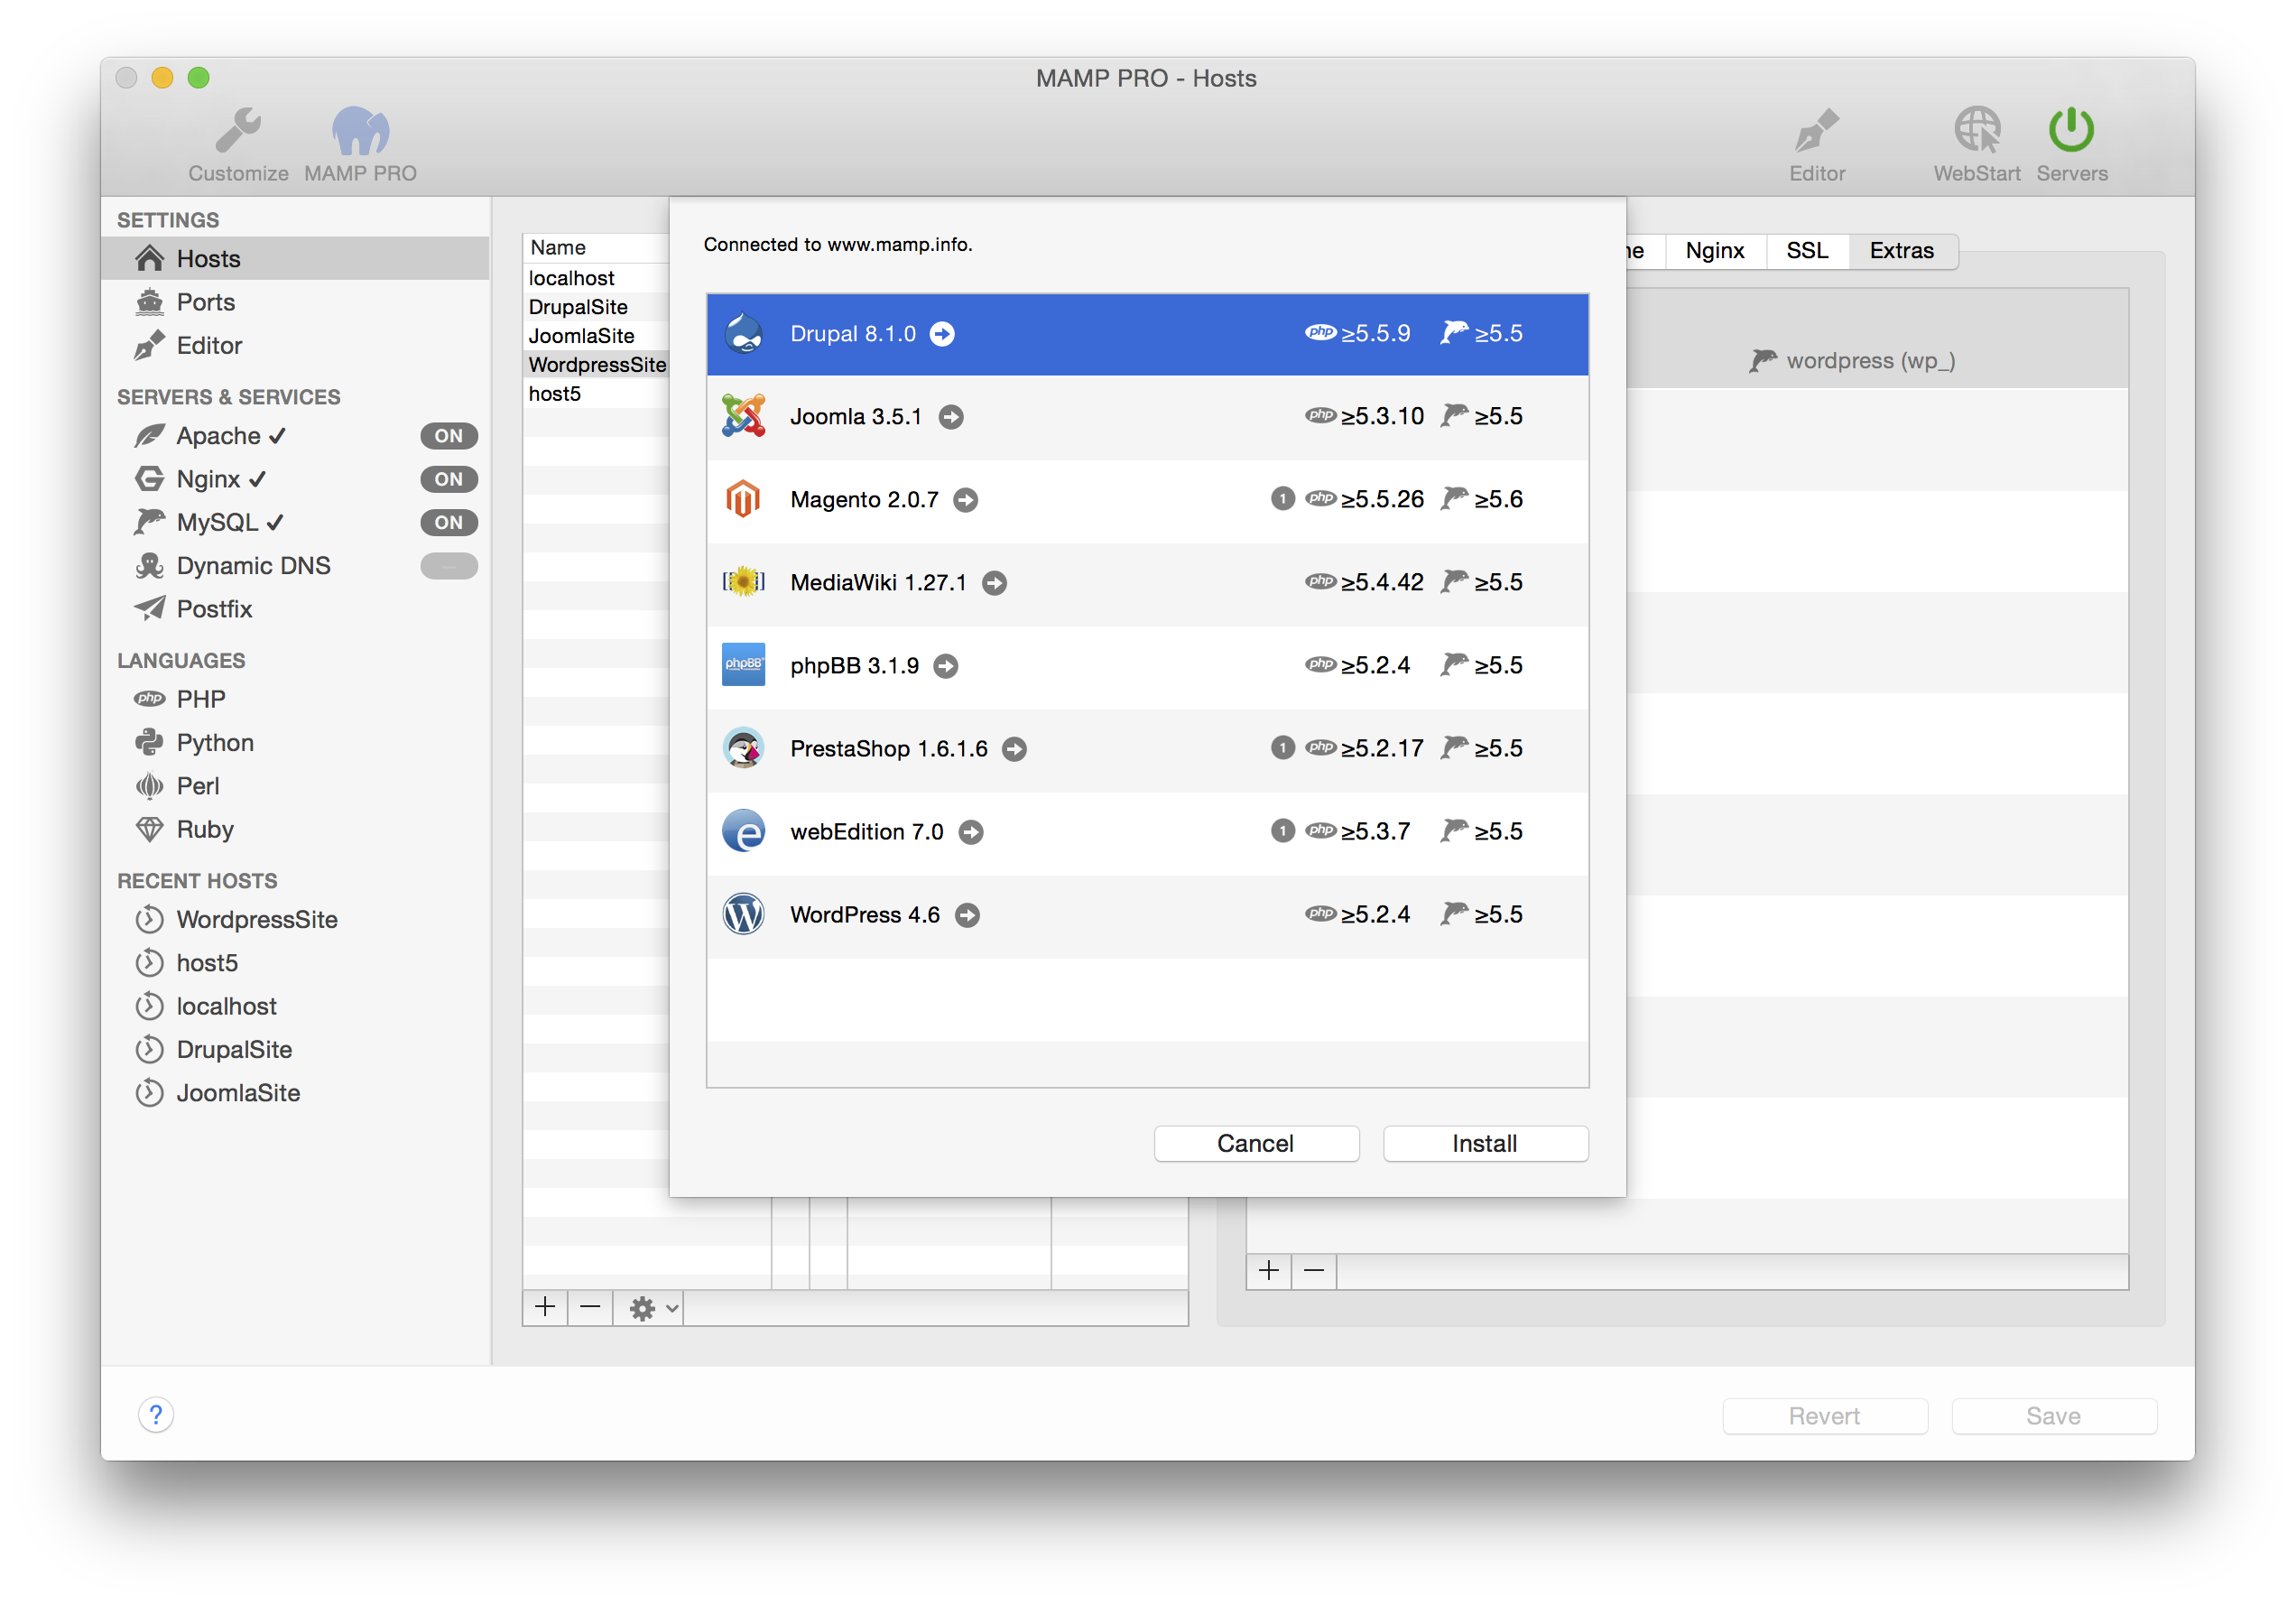 MAMP PRO - Hosts
Customize
MAMP PRO
Editor
WebStart
Servers
SETTINGS
Hosts
Ports
Editor
SERVERS & SERVICES
Apache ✓ ON
Nginx ✓ ON
MySQL ✓ ON
Dynamic DNS
Postfix
LANGUAGES
php PHP
Python
Perl
Ruby
RECENT HOSTS
WordpressSite
host5
localhost
DrupalSite
JoomlaSite
Name
localhost
DrupalSite
JoomlaSite
WordpressSite
host5
Connected to www.mamp.info.
Drupal 8.1.0 php ≥5.5.9 ≥5.5
Joomla 3.5.1 php ≥5.3.10 ≥5.5
Magento 2.0.7 1 php ≥5.5.26 ≥5.6
MediaWiki 1.27.1 php ≥5.4.42 ≥5.5
phpBB phpBB 3.1.9 php ≥5.2.4 ≥5.5
PrestaShop 1.6.1.6 1 php ≥5.2.17 ≥5.5
webEdition 7.0 1 php ≥5.3.7 ≥5.5
WordPress 4.6 php ≥5.2.4 ≥5.5
Cancel
Install
Nginx
SSL
Extras
wordpress (wp_)
?
Revert
Save